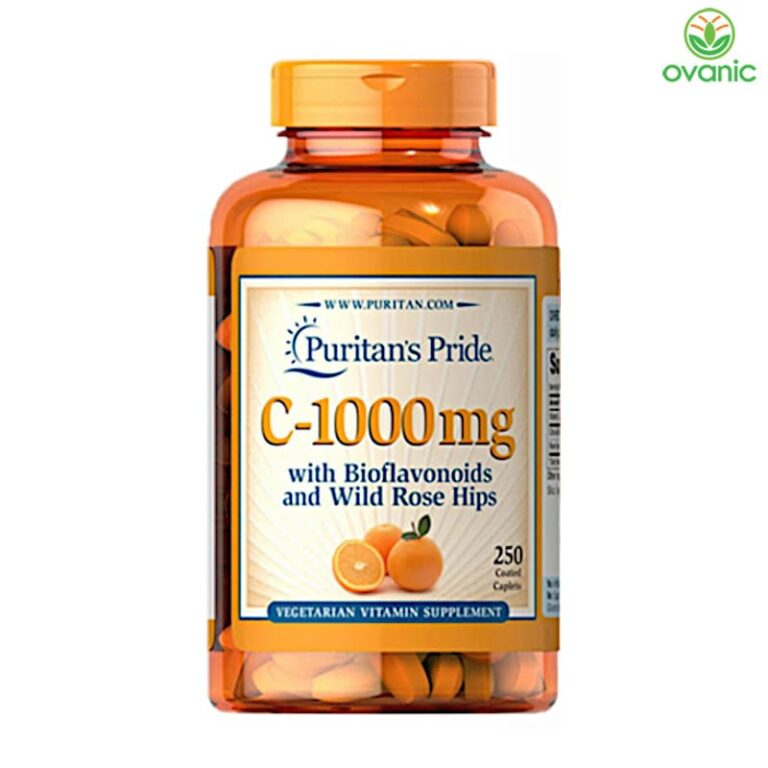 ovanic
WWW.PURITAN.COM
Puritan's Pride
C-1000mg
with Bioflavonoids
and Wild Rose Hips
250
Coated
Caplets
VEGETARIAN VITAMIN SUPPLEMENT